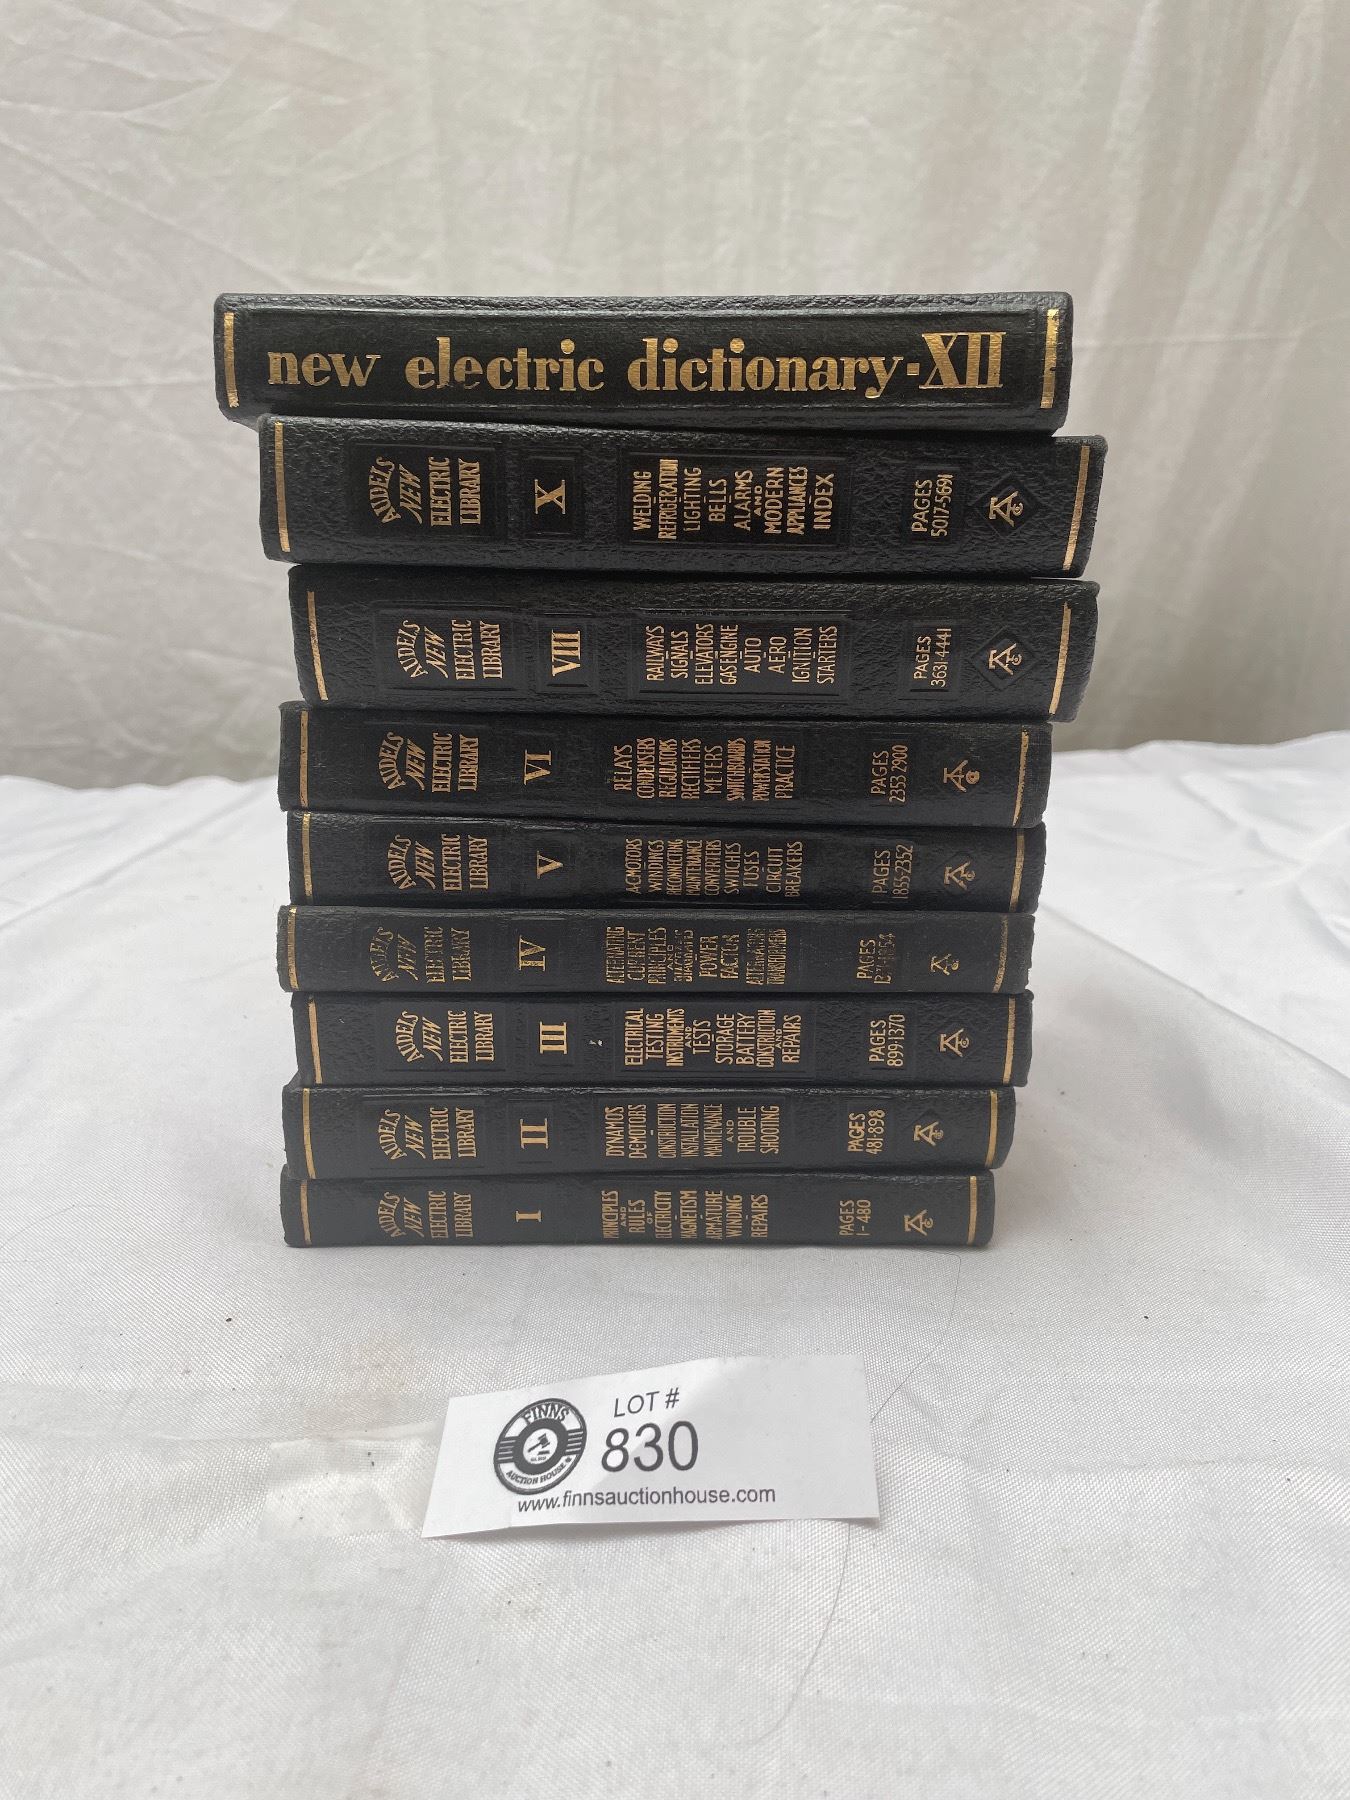 new electric dictionary-XII
AUDELS
NEW
ELECTRIC
LIBRARY
X
WELDING
REFRIGERATION
LIGHTING
BELLS
ALARMS
AND
MODERN
APPLIANCES
INDEX
PAGES
5017-5691
AUDELS
NEW
ELECTRIC
LIBRARY
VIII
RAILWAYS
SIGNALS
ELEVATORS
GAS ENGINE
AUTO
AERO
IGNITION
STARTERS
PAGES
3631-4441
AUDELS
NEW
ELECTRIC
LIBRARY
VI
RELAYS
CONDENSERS
REGULATORS
RECTIFIERS
METERS
SWITCHBOARDS
POWER STATION
PRACTICE
PAGES
2353-2900
AUDELS
NEW
ELECTRIC
LIBRARY
V
A C MOTORS
WINDINGS
RECONNECTING
MAINTENANCE
CONVERTERS
SWITCHES
FUSES
CIRCUIT
BREAKERS
PAGES
1855-2352
AUDELS
NEW
ELECTRIC
LIBRARY
IV
ALTERNATING
CURRENT
PRINCIPLES
AND
DIAGRAMS
POWER
FACTOR
ALTERNATORS
TRANSFORMERS
PAGES
AUDELS
NEW
ELECTRIC
LIBRARY
III
ELECTRICAL
TESTING
INSTRUMENTS
AND
TESTS
STORAGE
BATTERY
CONSTRUCTION
AND
REPAIRS
PAGES
899-1370
AUDELS
NEW
ELECTRIC
LIBRARY
II
DYNAMOS
D-C MOTORS
CONSTRUCTION
INSTALLATION
MAINTENANCE
AND
TROUBLE
SHOOTING
PAGES
481-898
AUDELS
NEW
ELECTRIC
LIBRARY
I
PRINCIPLES
AND
RULES
OF
ELECTRICITY
MAGNETISM
ARMATURE
WINDING
REPAIRS
PAGES
1-480
FINNS
AUCTION HOUSE
LOT #
830
www.finnsauctionhouse.com